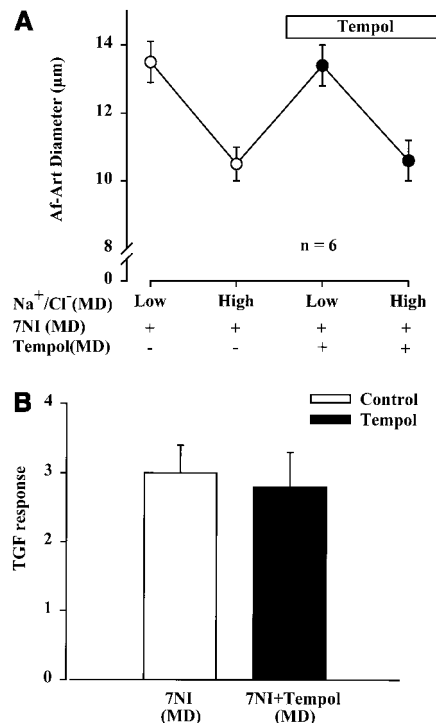 A
Tempol
Af-Art Diameter (μm)
14
12
10
8
0
n = 6
Na+/Cl-(MD) Low High Low High
7NI (MD) + + + +
Tempol(MD) - - + +
B
Control
Tempol
TGF response
4
3
2
1
0
7NI 7NI+Tempol
(MD) (MD)